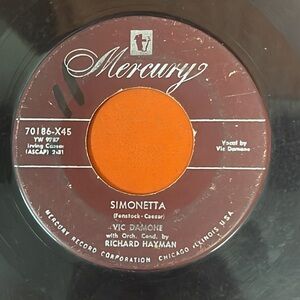 Mercury
70186-X45
YW 9787
Irving Caesar
(ASCAP) 2:31
Vocal by
Vic Damone
SIMONETTA
(Fenstock-Caesar)
VIC DAMONE
with Orch. Cond. by
RICHARD HAYMAN
MERCURY RECORD CORPORATION CHICAGO ILLINOIS U.S.A.